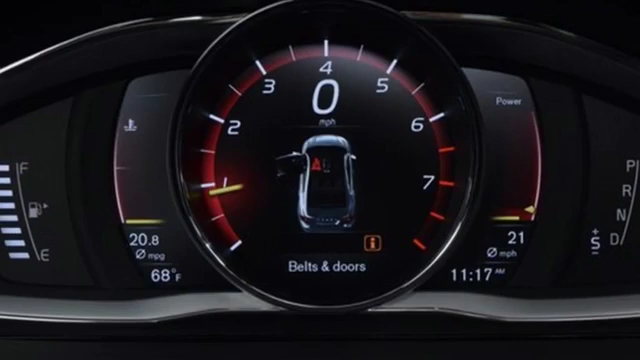 4
3
5
0
mph
2
6
1
7
Belts & doors
F
E
20.8
Ø mpg
68°F
Power
21
Ø mph
11:17 AM
P
R
N
D
+
S
-